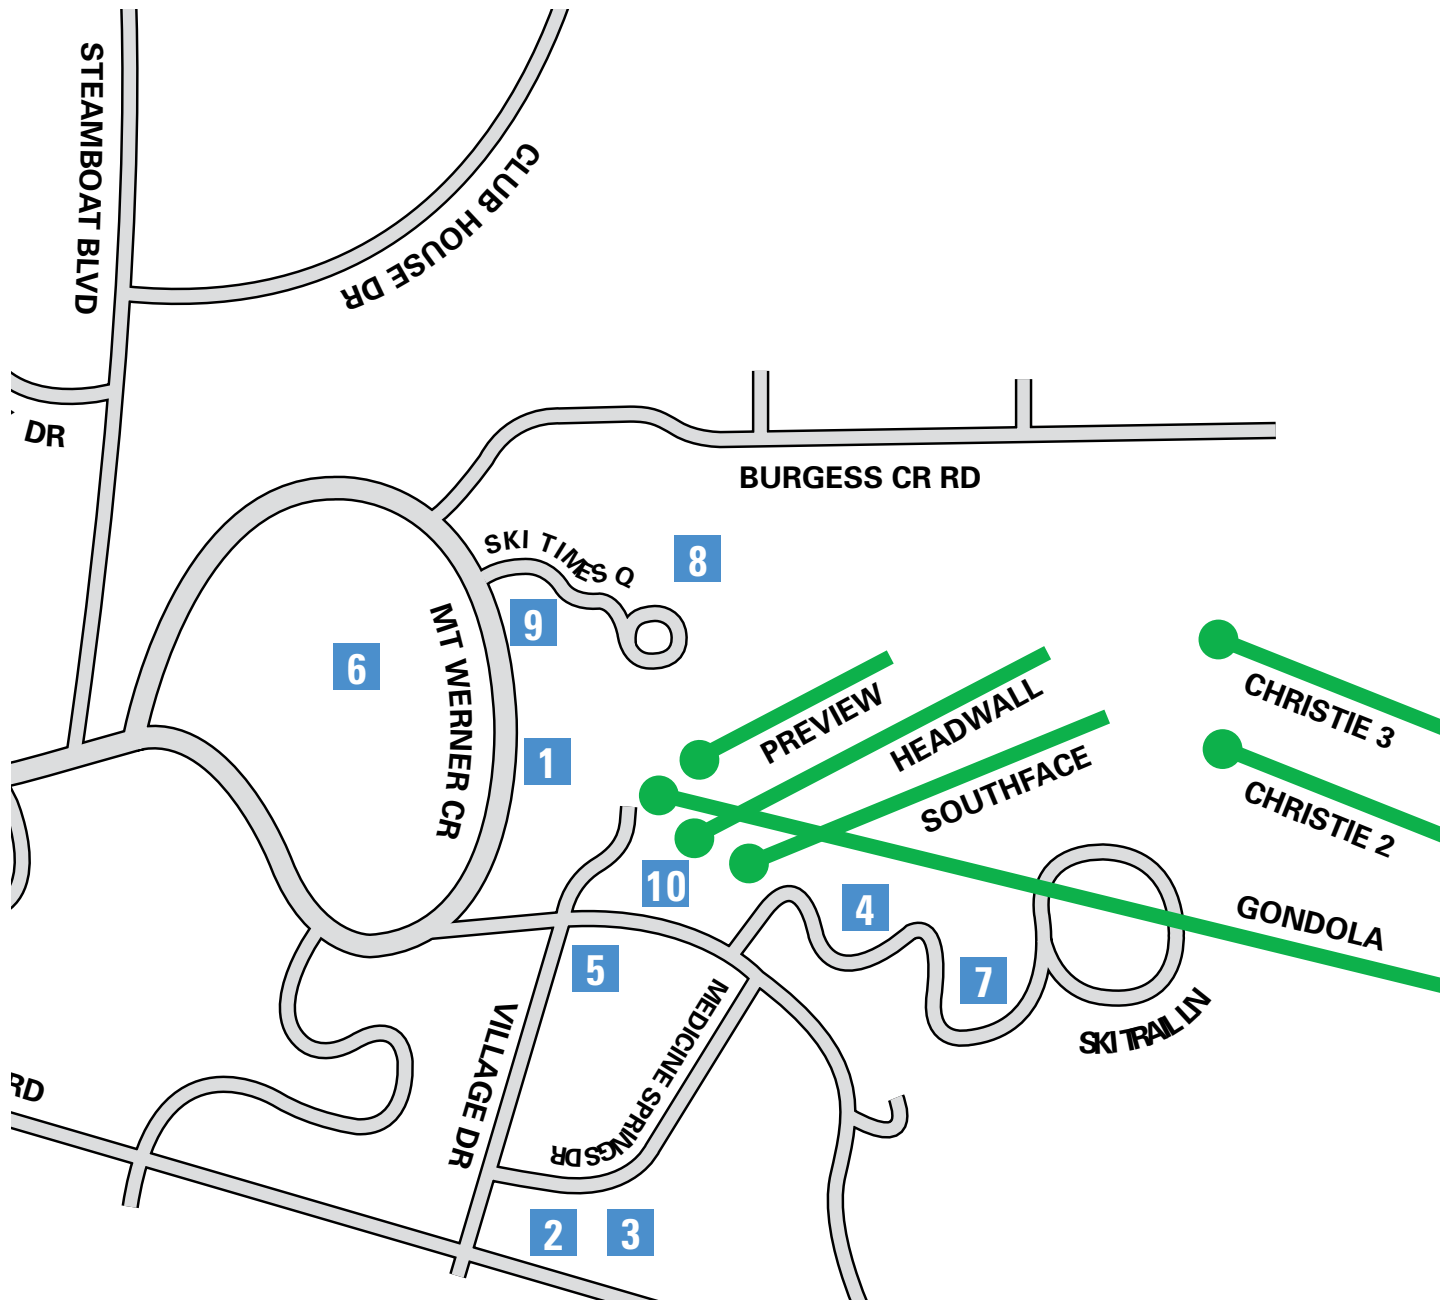 STEAMBOAT BLVD
CLUB HOUSE DR
DR
BURGESS CR RD
SKI TIMES Q
8
9
MT WERNER CR
6
1
PREVIEW
HEADWALL
SOUTHFACE
CHRISTIE 3
CHRISTIE 2
GONDOLA
10
4
5
7
SKI TRAIL LN
MEDICINE SPRINGS DR
VILLAGE DR
RD
2
3